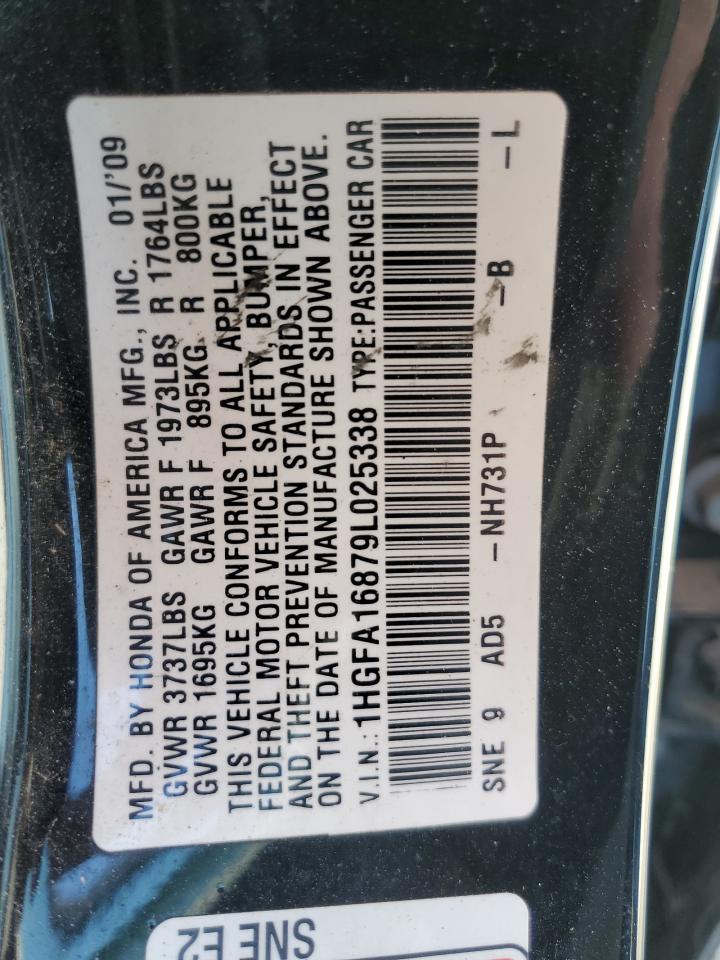 MFD. BY HONDA OF AMERICA MFG., INC. 01/'09
GVWR 3737LBS GAWR F 1973LBS R 1764LBS
GVWR 1695KG GAWR F 895KG R 800KG
THIS VEHICLE CONFORMS TO ALL APPLICABLE
FEDERAL MOTOR VEHICLE SAFETY, BUMPER,
AND THEFT PREVENTION STANDARDS IN EFFECT
ON THE DATE OF MANUFACTURE SHOWN ABOVE.
V.I.N.: 1HGFA16879L025338 TYPE:PASSENGER CAR
SNE 9 AD5 -NH731P -B -L
SNE E2